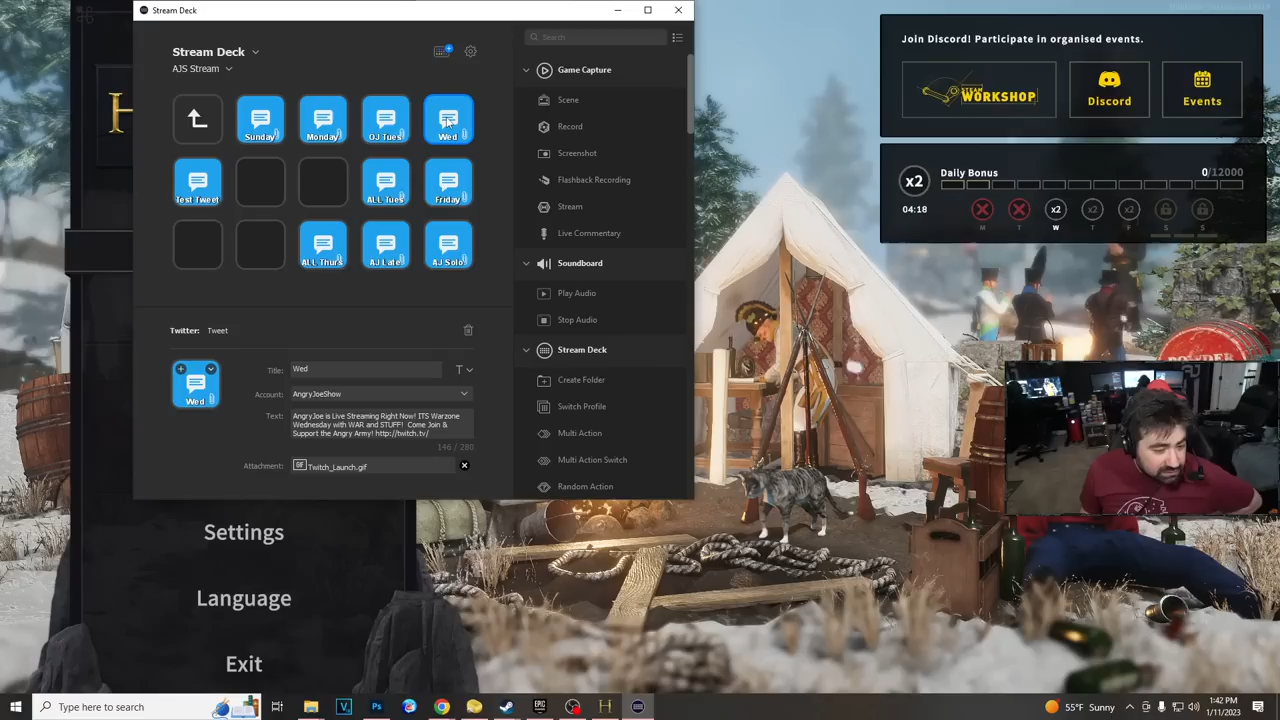 Stream Deck
Stream Deck
AJS Stream
Sunday
Monday
OJ Tues
Wed
Test Tweet
ALL Tues
Friday
ALL Thurs
AJ Late
AJ Solo
Twitter: Tweet
Wed
Title:
Wed
T
Account:
AngryJoeShow
Text:
AngryJoe is Live Streaming Right Now! ITS Warzone
Wednesday with WAR and STUFF! Come Join &
Support the Angry Army! http://twitch.tv/
146 / 280
Attachment:
GIF
Twitch_Launch.gif
Search
Game Capture
Scene
Record
Screenshot
Flashback Recording
Stream
Live Commentary
Soundboard
Play Audio
Stop Audio
Stream Deck
Create Folder
Switch Profile
Multi Action
Multi Action Switch
Random Action
Join Discord! Participate in organised events.
STEAM
WORKSHOP
Discord
Events
x2
Daily Bonus
0/12000
04:18
x2
x2
x2
M
T
W
T
F
S
S
POWDER
H
Settings
Language
Exit
Type here to search
55°F Sunny
1:42 PM
1/11/2023